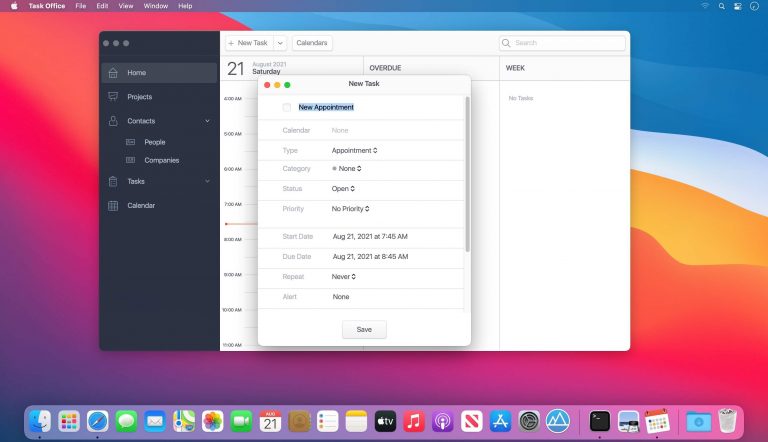 Task Office File Edit Task View Window Help
+ New Task Calendars Search
21 August 2021 OVERDUE WEEK
Saturday
No Tasks
Home
Projects
Contacts
People
Companies
Tasks
Calendar
4:00 AM
5:00 AM
6:00 AM
7:00 AM
8:00 AM
9:00 AM
10:00 AM
11:00 AM
New Task
New Appointment
Calendar None
Type Appointment
Category None
Status Open
Priority No Priority
Start Date Aug 21, 2021 at 7:45 AM
Due Date Aug 21, 2021 at 8:45 AM
Repeat Never
Alert None
Save
AUG
21
tv